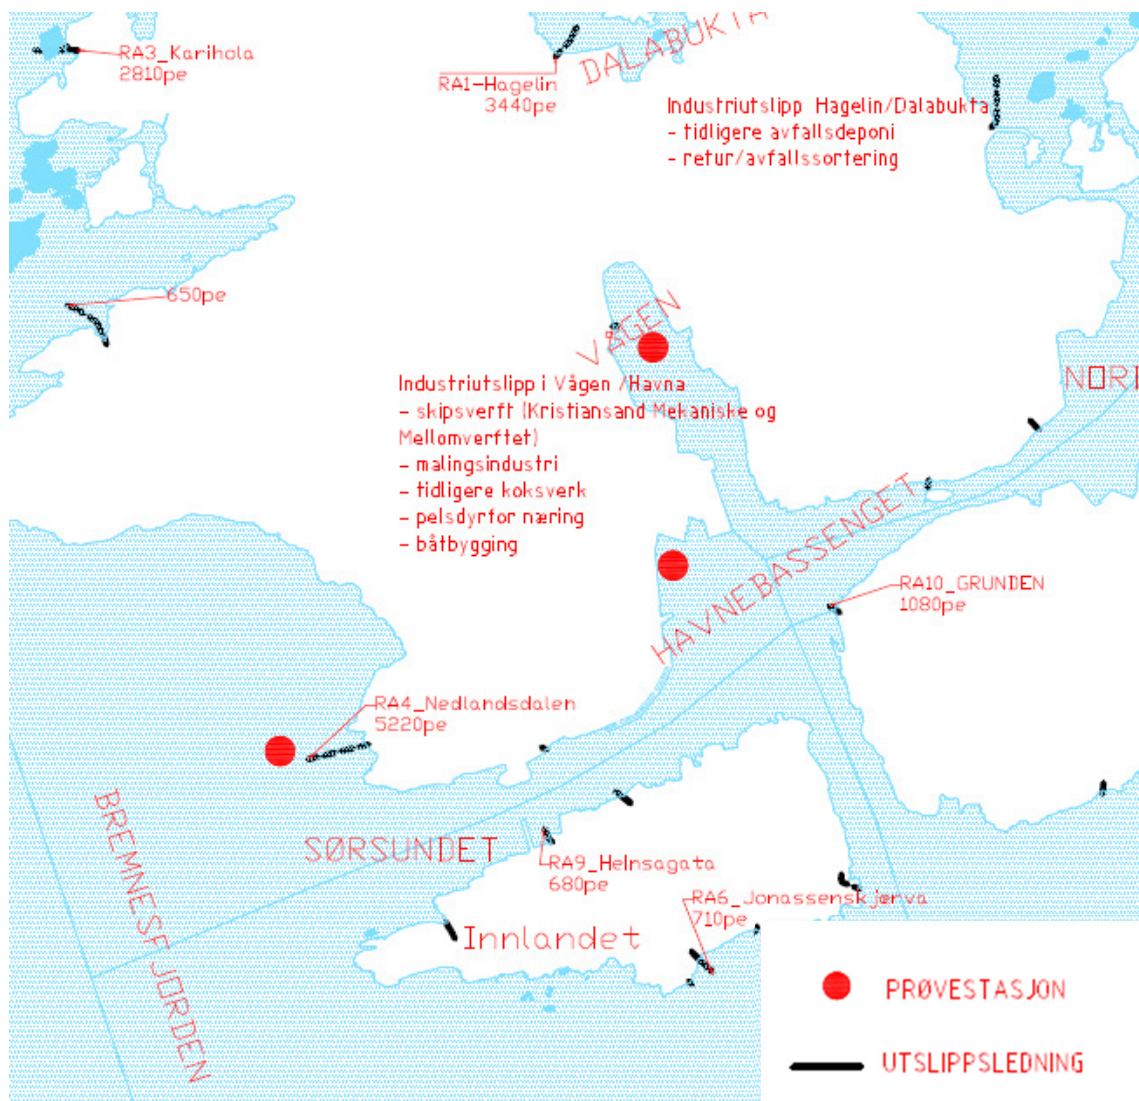 RA3_Karihola
2810pe
DALABUKTA
RA1-Hagelin
3440pe
Industriutslipp Hagelin/Dalabukta
- tidligere avfallsdeponi
- retur/avfallssortering
650pe
VÅGEN
Industriutslipp i Vågen /Havna
- skipsverft (Kristiansand Mekaniske og
Mellomverftet)
- malingsindustri
- tidligere koksverk
- pelsdyrfor næring
- båtbygging
HAVNEBASSENGET
RA10_GRUNDEN
1080pe
RA4_Nedlandsdalen
5220pe
BREMNESFJORDEN
SØRSUNDET
RA9_Helnsagata
680pe
RA6_Jonassenskjærva
710pe
Innlandet
PRØVESTASJON
UTSLIPPSLEDNING